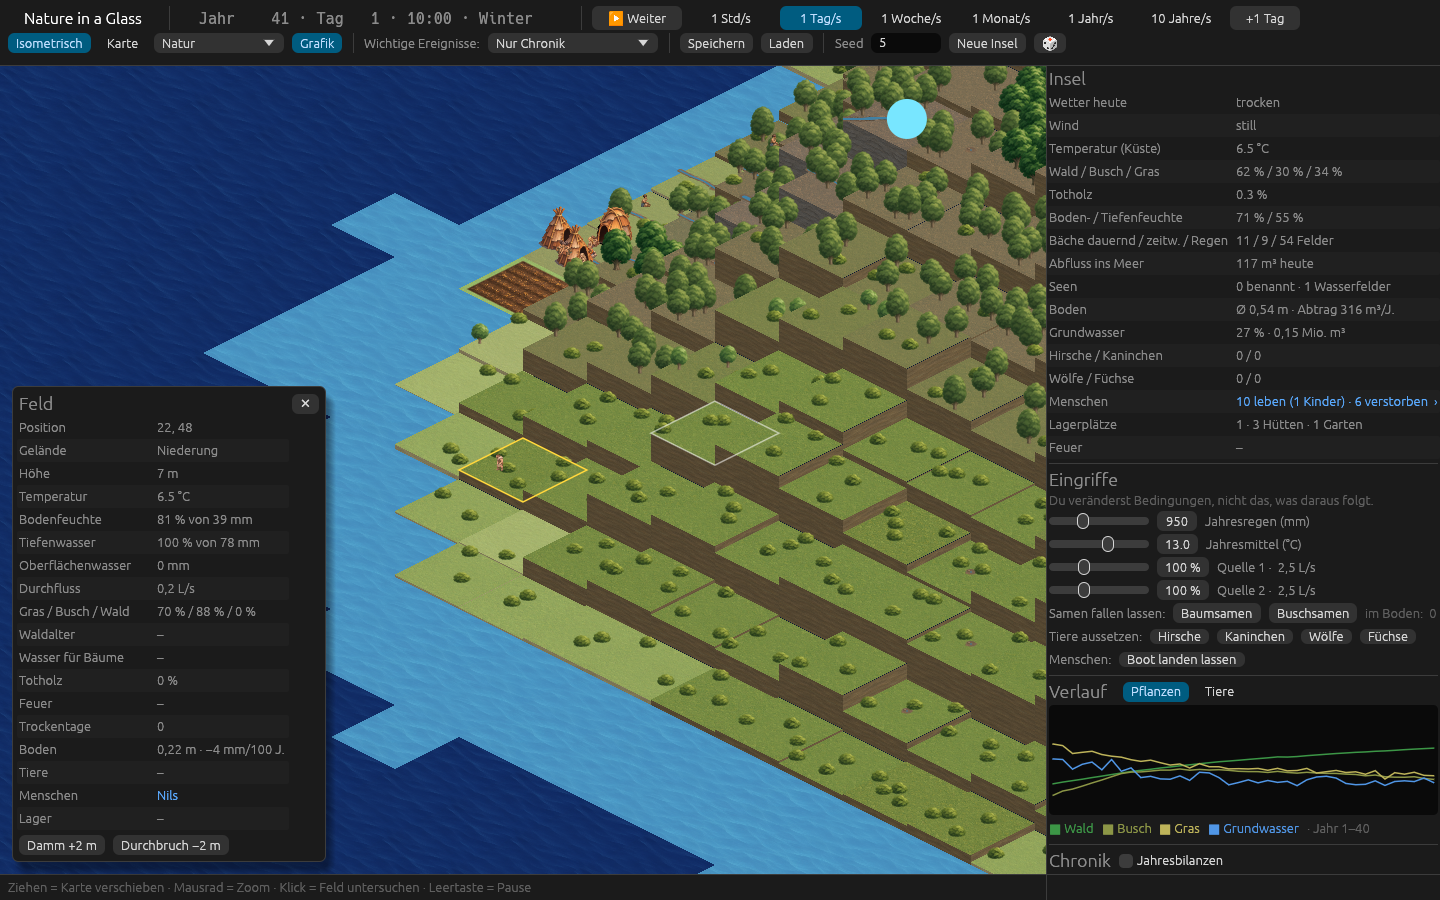 Nature in a Glass
Jahr 41 · Tag 1 · 10:00 · Winter
Weiter
1 Std/s
1 Tag/s
1 Woche/s
1 Monat/s
1 Jahr/s
10 Jahre/s
+1 Tag
Isometrisch
Karte
Natur
Grafik
Wichtige Ereignisse:
Nur Chronik
Speichern
Laden
Seed
5
Neue Insel
Feld
✕
Position 22, 48
Gelände Niederung
Höhe 7 m
Temperatur 6.5 °C
Bodenfeuchte 81 % von 39 mm
Tiefenwasser 100 % von 78 mm
Oberflächenwasser 0 mm
Durchfluss 0,2 L/s
Gras / Busch / Wald 70 % / 88 % / 0 %
Waldalter –
Wasser für Bäume –
Totholz 0 %
Feuer –
Trockentage 0
Boden 0,22 m · −4 mm/100 J.
Tiere –
Menschen Nils
Lager –
Damm +2 m
Durchbruch −2 m
Insel
Wetter heute trocken
Wind still
Temperatur (Küste) 6.5 °C
Wald / Busch / Gras 62 % / 30 % / 34 %
Totholz 0.3 %
Boden- / Tiefenfeuchte 71 % / 55 %
Bäche dauernd / zeitw. / Regen 11 / 9 / 54 Felder
Abfluss ins Meer 117 m³ heute
Seen 0 benannt · 1 Wasserfelder
Boden Ø 0,54 m · Abtrag 316 m³/J.
Grundwasser 27 % · 0,15 Mio. m³
Hirsche / Kaninchen 0 / 0
Wölfe / Füchse 0 / 0
Menschen 10 leben (1 Kinder) · 6 verstorben ›
Lagerplätze 1 · 3 Hütten · 1 Garten
Feuer –
Eingriffe
Du veränderst Bedingungen, nicht das, was daraus folgt.
950 Jahresregen (mm)
13.0 Jahresmittel (°C)
100 % Quelle 1 · 2,5 L/s
100 % Quelle 2 · 2,5 L/s
Samen fallen lassen: Baumsamen Buschsamen im Boden: 0
Tiere aussetzen: Hirsche Kaninchen Wölfe Füchse
Menschen: Boot landen lassen
Verlauf Pflanzen Tiere
Wald Busch Gras Grundwasser · Jahr 1–40
Chronik Jahresbilanzen
Ziehen = Karte verschieben · Mausrad = Zoom · Klick = Feld untersuchen · Leertaste = Pause